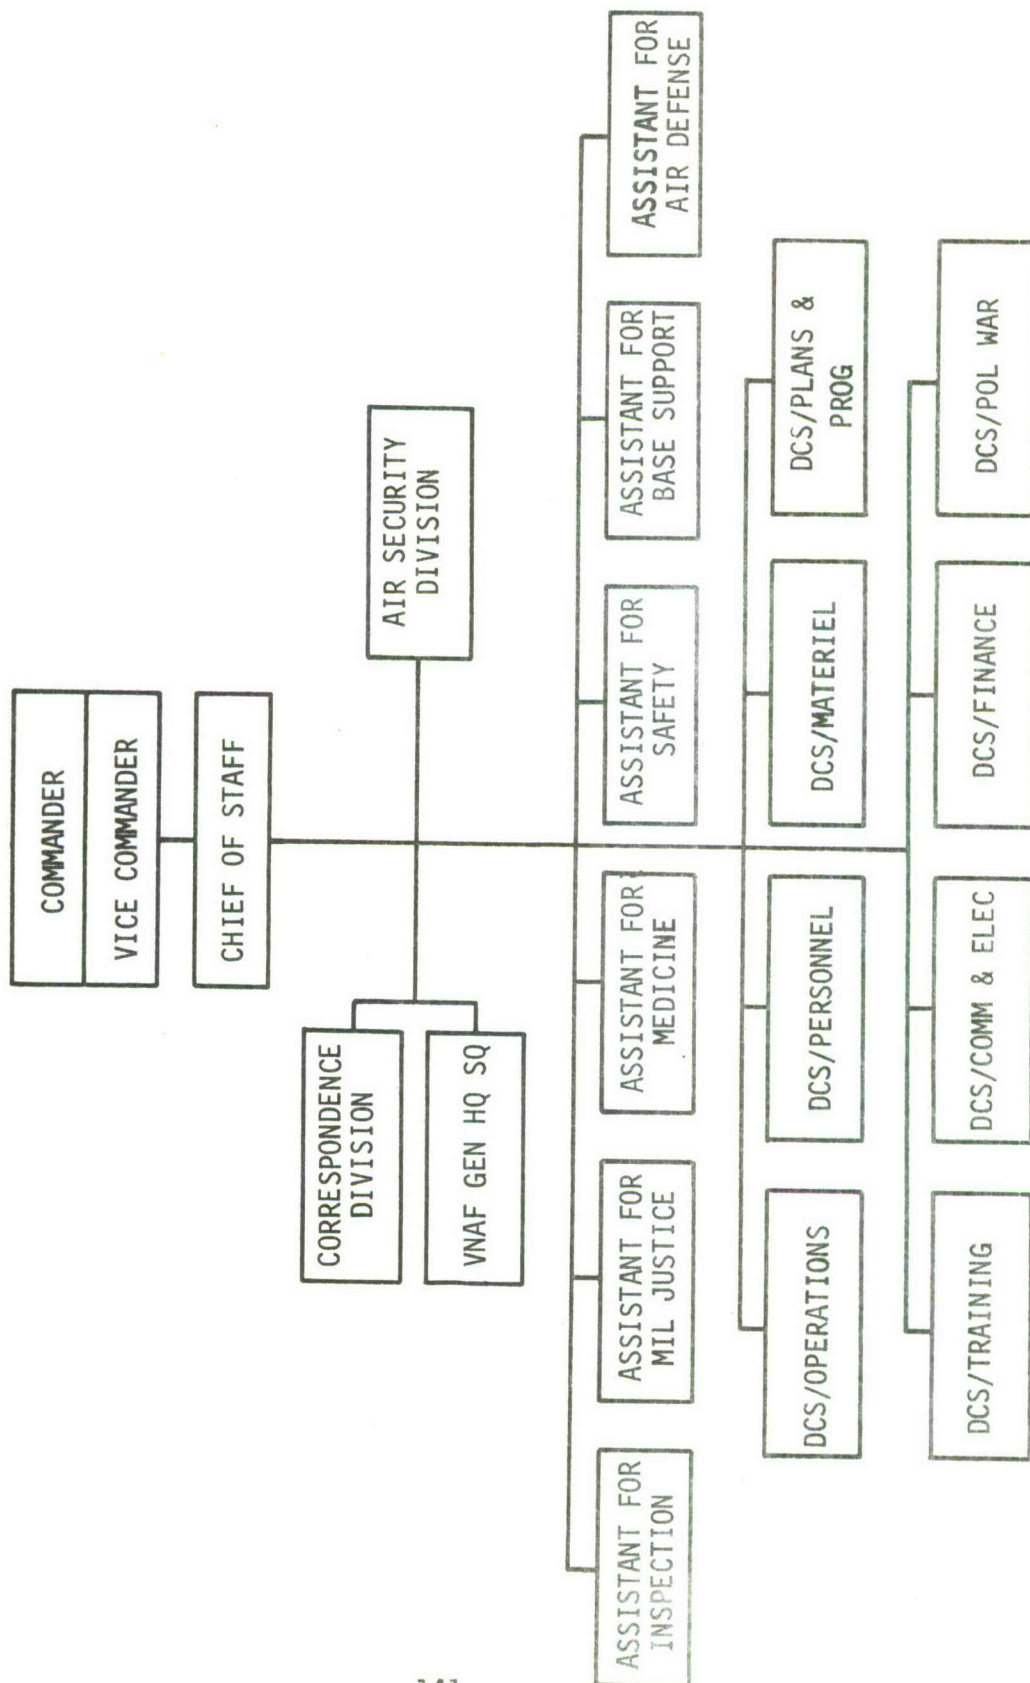 COMMANDER
VICE COMMANDER
CHIEF OF STAFF
CORRESPONDENCE
DIVISION
VNAF GEN HQ SQ
AIR SECURITY
DIVISION
ASSISTANT FOR
INSPECTION
ASSISTANT FOR
MIL JUSTICE
ASSISTANT FOR
MEDICINE
ASSISTANT FOR
SAFETY
ASSISTANT FOR
BASE SUPPORT
ASSISTANT FOR
AIR DEFENSE
DCS/OPERATIONS
DCS/PERSONNEL
DCS/MATERIEL
DCS/PLANS &
PROG
DCS/TRAINING
DCS/COMM & ELEC
DCS/FINANCE
DCS/POL WAR